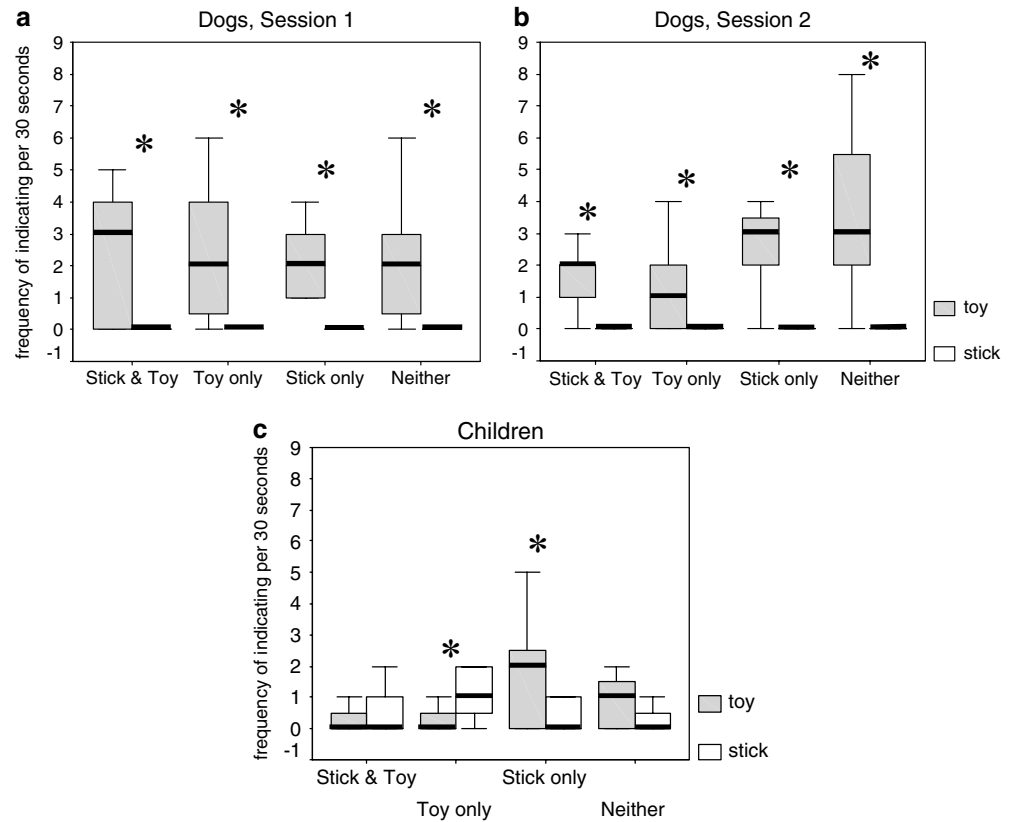 a Dogs, Session 1
frequency of indicating per 30 seconds
9
8
7
6
5
4
3
2
1
0
-1
Stick & Toy Toy only Stick only Neither
b Dogs, Session 2
9
8
7
6
5
4
3
2
1
0
-1
Stick & Toy Toy only Stick only Neither
toy
stick
c Children
frequency of indicating per 30 seconds
9
8
7
6
5
4
3
2
1
0
-1
Stick & Toy Stick only
Toy only Neither
toy
stick